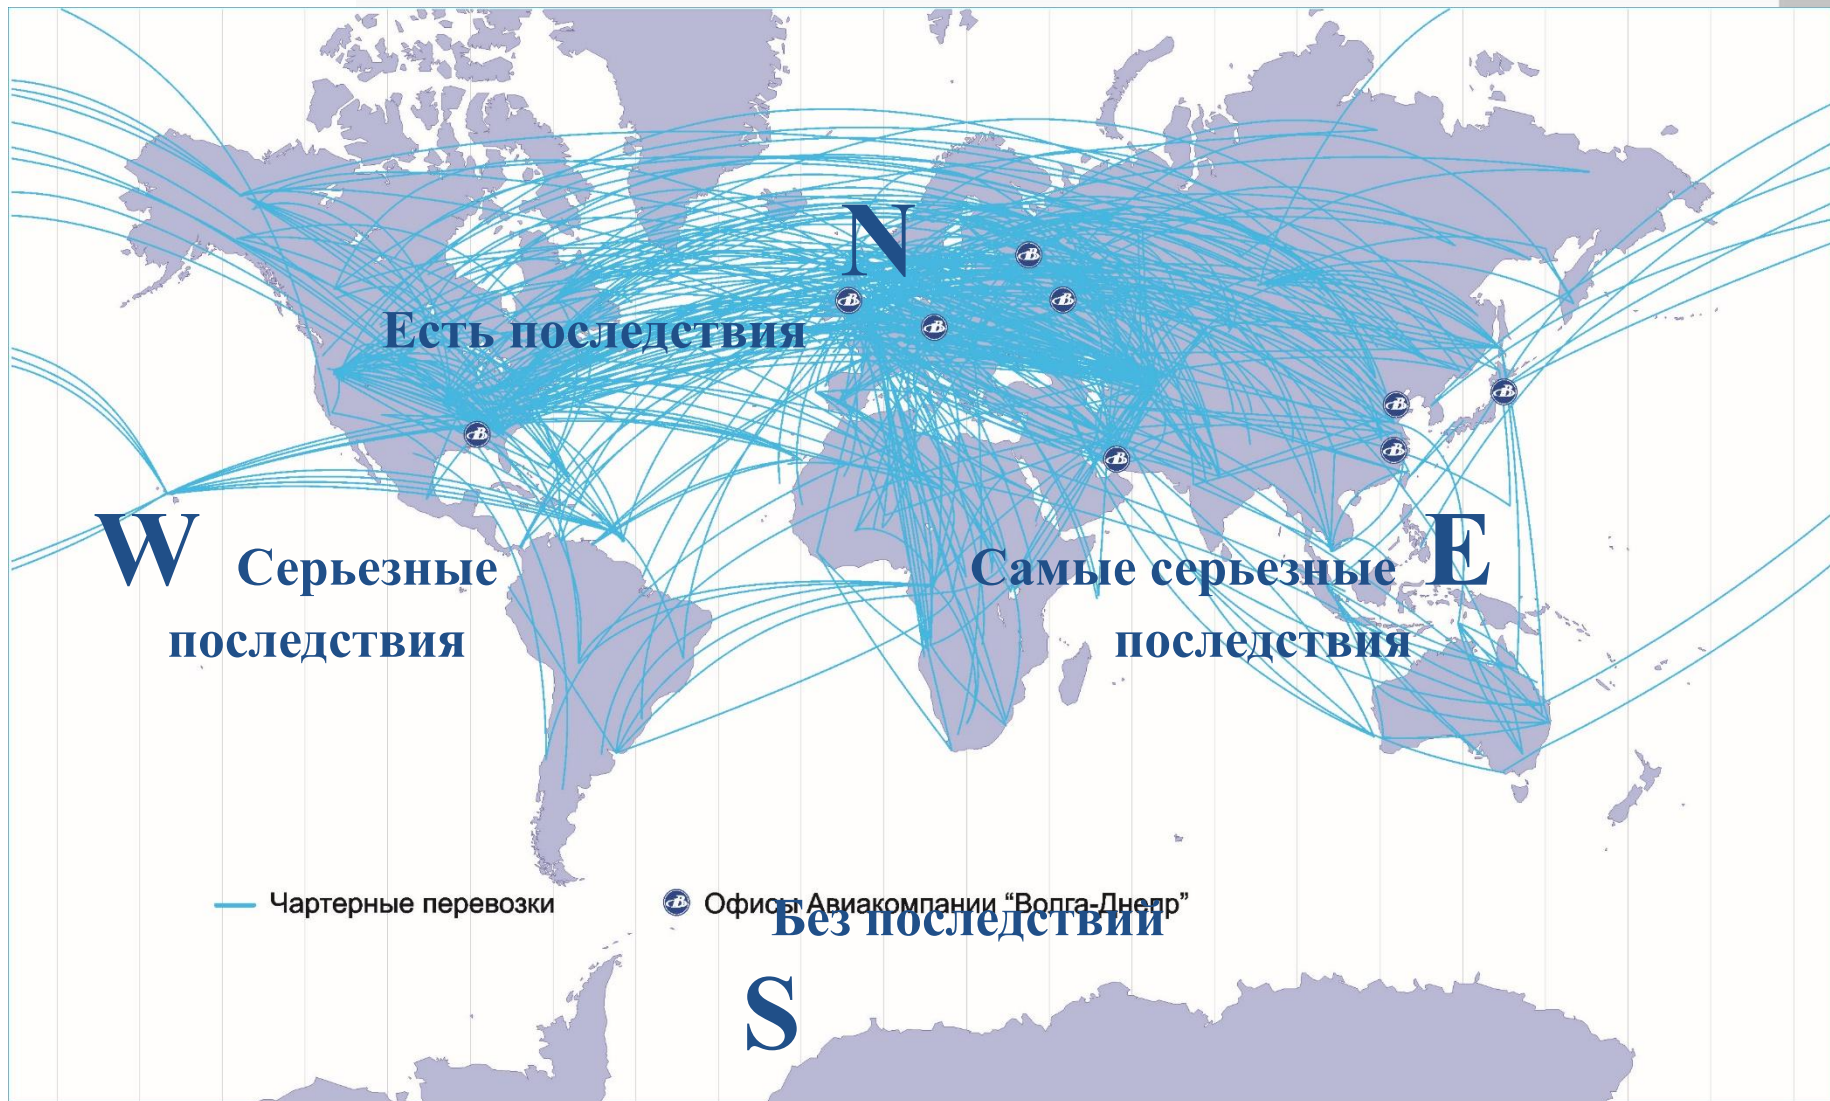 N
Есть последствия
W
E
Серьезные
последствия
Самые серьезные
последствия
Чартерные перевозки
Офисы Авиакомпании “Волга-Днепр”
Без последствий
S